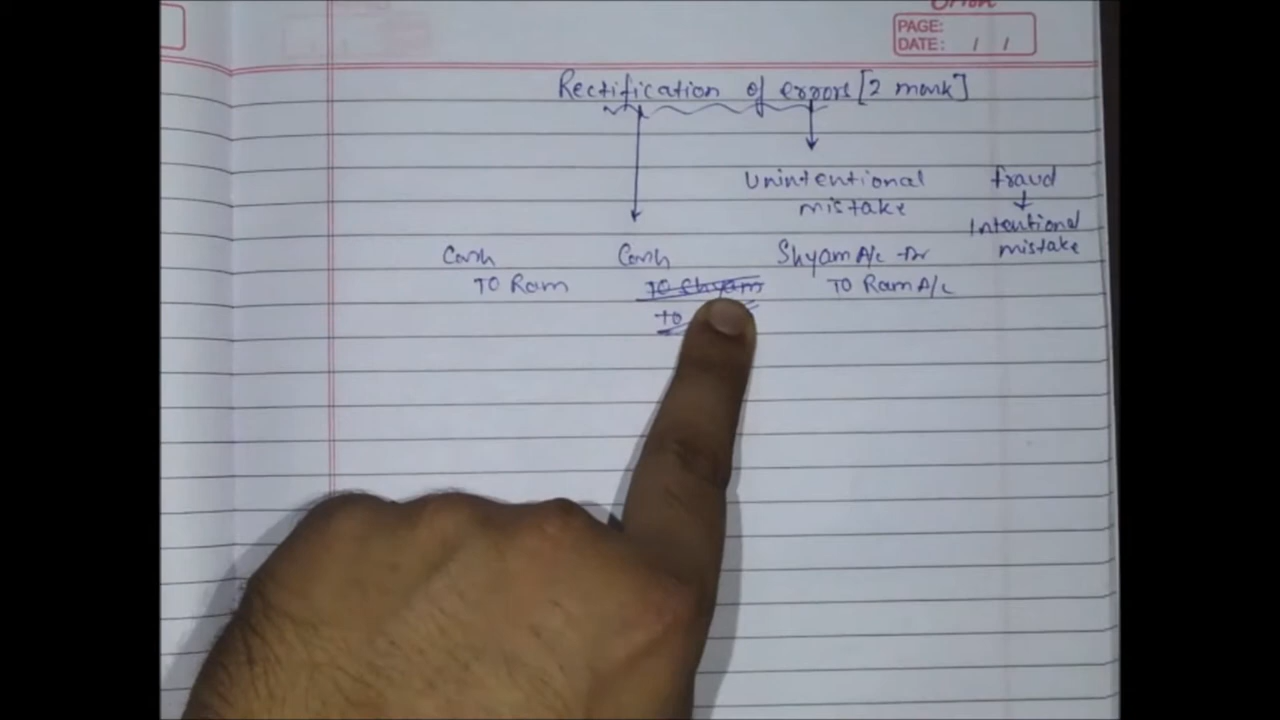 Orion
PAGE:
DATE: / /
Rectification of errors [2 mark]
Unintentional mistake
fraud
Intentional mistake
Cash
To Ram
Cash
To Shyam
To
Shyam A/c Dr
To Ram A/c